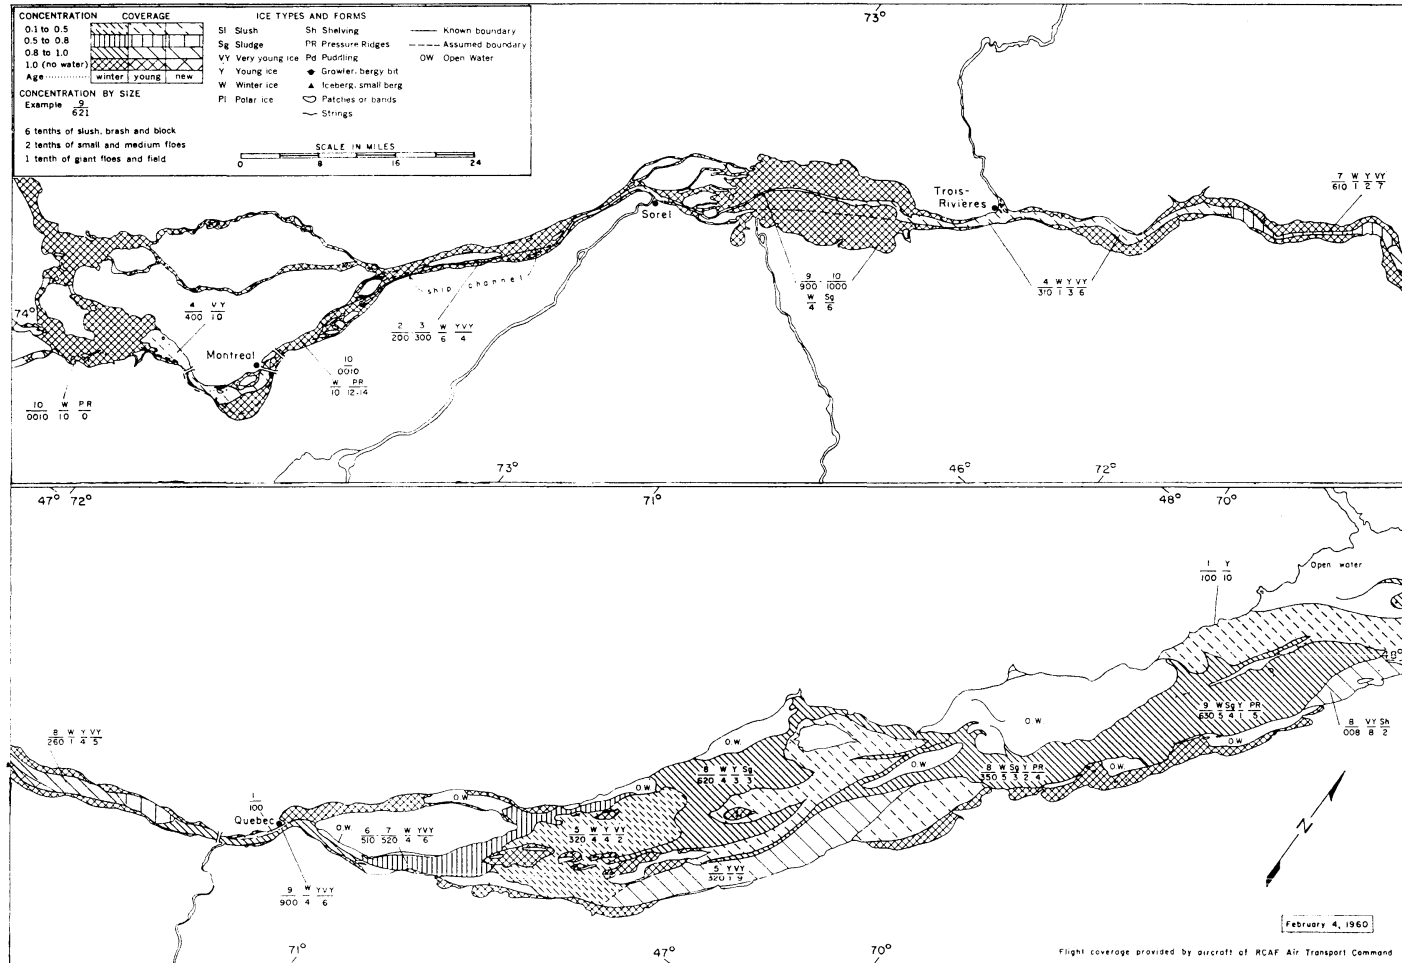 CONCENTRATION COVERAGE
0.1 to 0.5
0.5 to 0.8
0.8 to 1.0
1.0 (no water)
Age winter young new
CONCENTRATION BY SIZE
Example 9
621
6 tenths of slush, brash and block
2 tenths of small and medium floes
1 tenth of giant floes and field
ICE TYPES AND FORMS
Sl Slush
Sg Sludge
VY Very young ice
Y Young ice
W Winter ice
Pl Polar ice
Sh Shelving
PR Pressure Ridges
Pd Puddling
Growler, bergy bit
Iceberg, small berg
Patches or bands
Strings
Known boundary
Assumed boundary
OW Open Water
SCALE IN MILES
0 8 16 24
73°
Trois-
Rivières
7 W Y VY
610 1 2 7
Sorel
ship channel
9 10
900 1000
W Sg
4 6
4 W Y VY
310 1 3 6
74°
4 VY
400 10
2 3 W YVY
200 300 6 4
Montreal
10
0010
W PR
10 12-14
10 W PR
0010 10 0
73° 46° 72°
47° 72° 71° 48° 70°
Open water
1 Y
100 10
48°
9 W Sg Y PR
630 5 4 1 5
O W
8 VY Sh
008 8 2
O W
8 W Y VY
260 1 4 5
O.W.
O W
8 W Y Sg
620 4 3 3
8 W Sg Y PR
350 5 3 2 4
O.W.
O W
O W
1
100
Quebec
O.W.
6 7 W YVY
510 520 4 6
5 W Y VY
320 4 4 2
5 Y VY
320 1 9
9 W YVY
900 4 6
N
February 4, 1960
71° 47° 70°
Flight coverage provided by aircraft of RCAF Air Transport Command